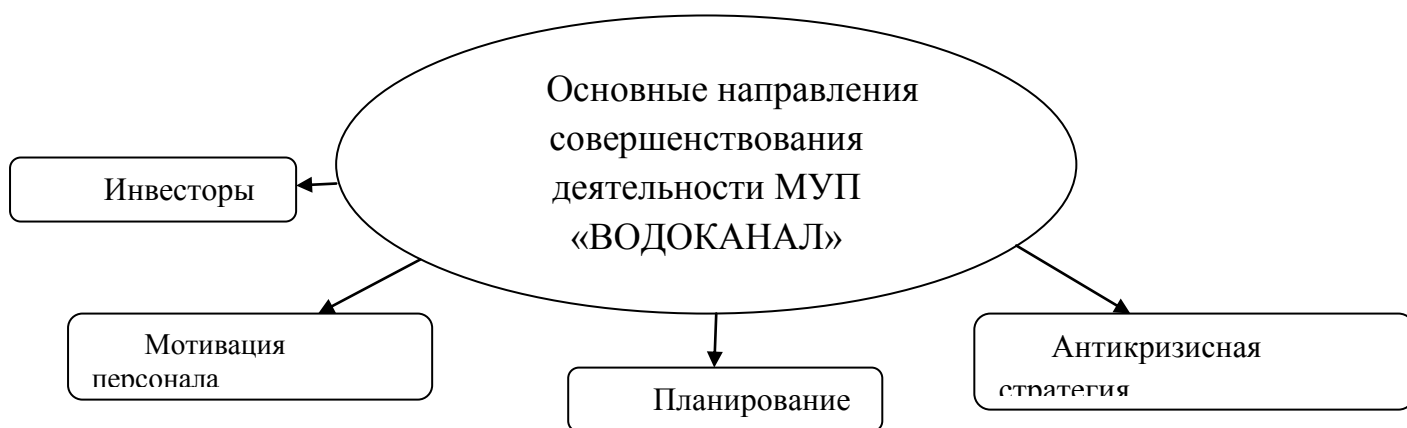 Основные направления
совершенствования
деятельности МУП
«ВОДОКАНАЛ»
Инвесторы
Мотивация
персонала
Планирование
Антикризисная
стратегия